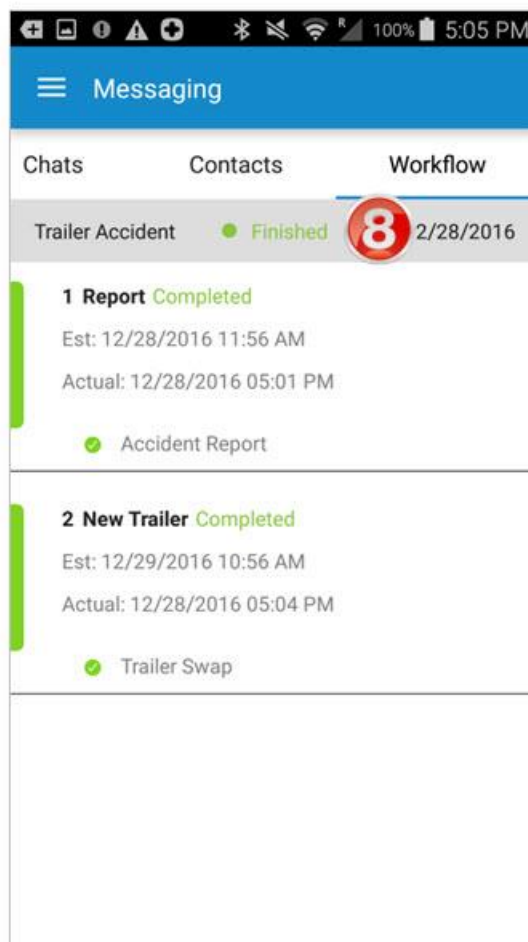 R 100% 5:05 PM
Messaging
Chats Contacts Workflow
Trailer Accident Finished 8 2/28/2016
1 Report Completed
Est: 12/28/2016 11:56 AM
Actual: 12/28/2016 05:01 PM
Accident Report
2 New Trailer Completed
Est: 12/29/2016 10:56 AM
Actual: 12/28/2016 05:04 PM
Trailer Swap